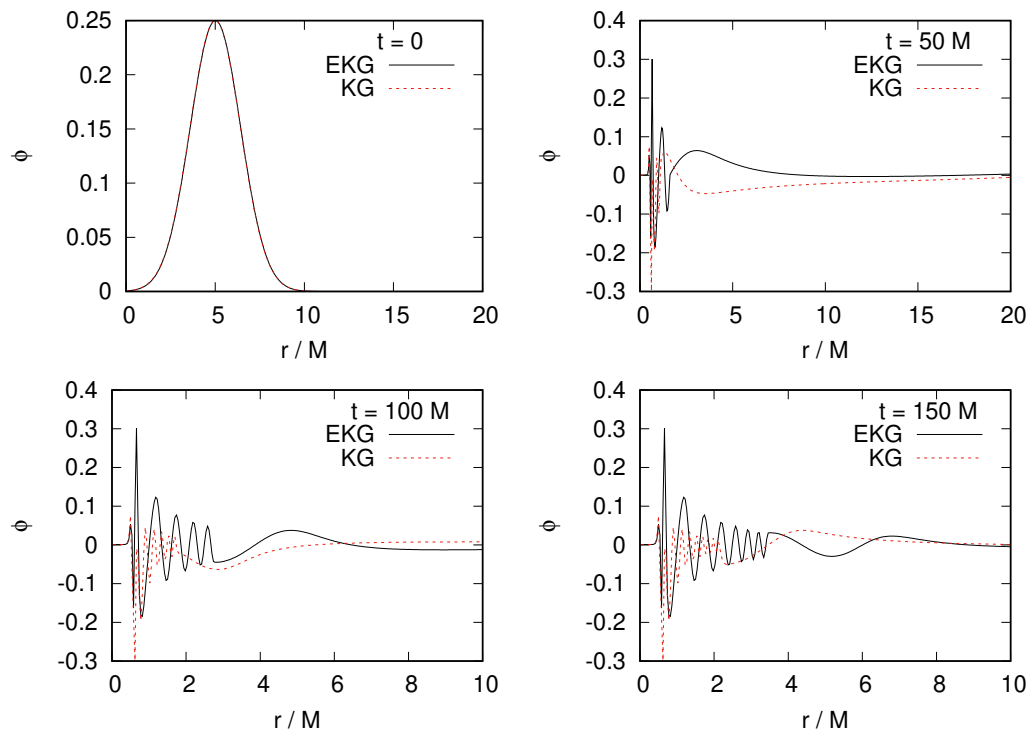 0.25
0.2
0.15
0.1
0.05
0
ϕ
t = 0
EKG
KG
0 5 10 15 20
r / M
0.4
0.3
0.2
0.1
0
-0.1
-0.2
-0.3
ϕ
t = 50 M
EKG
KG
0 5 10 15 20
r / M
0.4
0.3
0.2
0.1
0
-0.1
-0.2
-0.3
ϕ
t = 100 M
EKG
KG
0 2 4 6 8 10
r / M
0.4
0.3
0.2
0.1
0
-0.1
-0.2
-0.3
ϕ
t = 150 M
EKG
KG
0 2 4 6 8 10
r / M